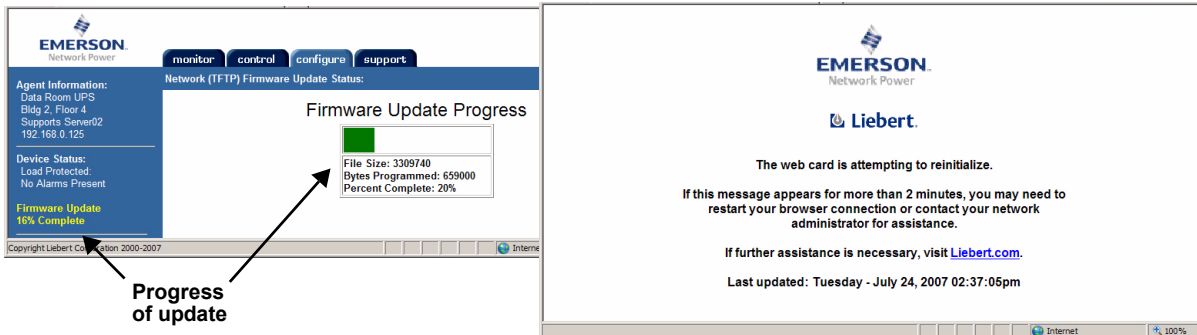 EMERSON.
Network Power
monitor control configure support
Network (TFTP) Firmware Update Status:
Agent Information:
Data Room UPS
Bldg 2, Floor 4
Supports Server02
192.168.0.125
Device Status:
Load Protected:
No Alarms Present
Firmware Update
16% Complete
Firmware Update Progress
File Size: 3309740
Bytes Programmed: 659000
Percent Complete: 20%
Copyright Liebert Corporation 2000-2007
Interne
Progress
of update
EMERSON.
Network Power
Liebert.
The web card is attempting to reinitialize.
If this message appears for more than 2 minutes, you may need to
restart your browser connection or contact your network
administrator for assistance.
If further assistance is necessary, visit Liebert.com.
Last updated: Tuesday - July 24, 2007 02:37:05pm
Internet
100%